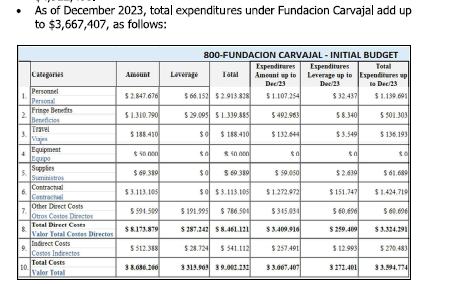 • As of December 2023, total expenditures under Fundacion Carvajal add up
to $3,667,407, as follows:
800-FUNDACION CARVAJAL - INITIAL BUDGET
Categories Amount Leverage Total Expenditures Amount up to Dec/23 Expenditures Leverage up to Dec/23 Total Expenditures up to Dec/23
1. Personnel Personal $ 2.847.676 $ 66.152 $ 2.913.828 $ 1.107.254 $ 32.437 $ 1.139.691
2. Fringe Benefits Beneficios $ 1.310.790 $ 29.095 $ 1.339.885 $ 492.963 $ 8.340 $ 501.303
3. Travel Viajes $ 188.410 $ 0 $ 188.410 $ 132.644 $ 3.549 $ 136.193
4. Equipment Equipo $ 50.000 $ 0 $ 50.000 $ 0 $ 0 $ 0
5. Supplies Suministros $ 69.389 $ 0 $ 69.389 $ 59.050 $ 2.639 $ 61.689
6. Contractual Contractual $ 3.113.105 $ 0 $ 3.113.105 $ 1.272.972 $ 151.747 $ 1.424.719
7. Other Direct Costs Otros Costos Directos $ 594.509 $ 191.995 $ 786.504 $ 345.034 $ 60.696 $ 60.696
8. Total Direct Costs Valor Total Costos Directos $ 8.173.879 $ 287.242 $ 8.461.121 $ 3.409.916 $ 259.409 $ 3.324.291
9. Indirect Costs Costos Indirectos $ 512.388 $ 28.724 $ 541.112 $ 257.491 $ 12.993 $ 270.483
10. Total Costs Valor Total $ 8.686.266 $ 315.965 $ 9.002.232 $ 3.667.407 $ 272.401 $ 3.594.774